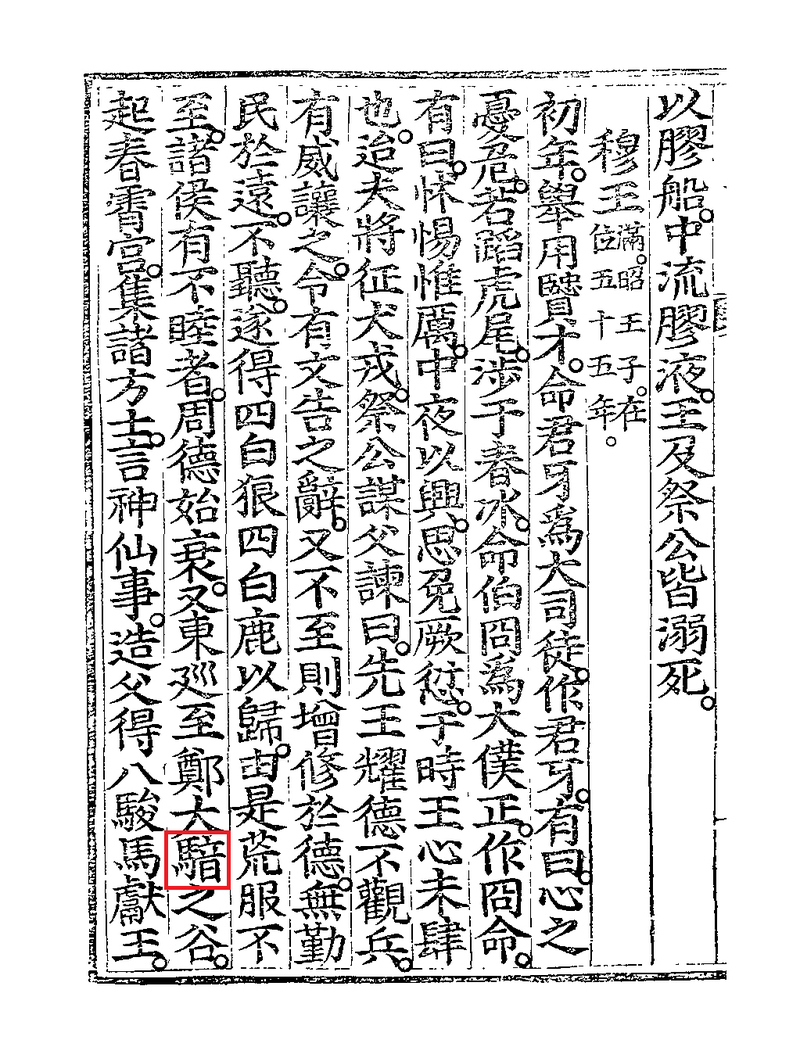 以膠船。中流膠液。王及祭公皆溺死。
穆王滿。昭王子。在位五十五年。
初年。舉用賢才。命君牙爲大司徒。作君牙。有曰。心之
憂危。若蹈虎尾。涉于春氷。命伯冏爲大僕正。作冏命。
有曰。怵惕惟厲。中夜以興。思免厥愆。于時王心未肆
也。迨夫將征犬戎。祭公謀父諫曰。先王耀德不觀兵。
有威讓之。令有文告之辭。又不至則增修於德。無勤
民於遠。不聽。遂得四白狼四白鹿以歸。由是荒服不
至。諸侯有不睦者。周德始衰。又東廵至鄭大之谷。
起春霄宮。集諸方士。言神仙事。造父得八駿馬獻王。